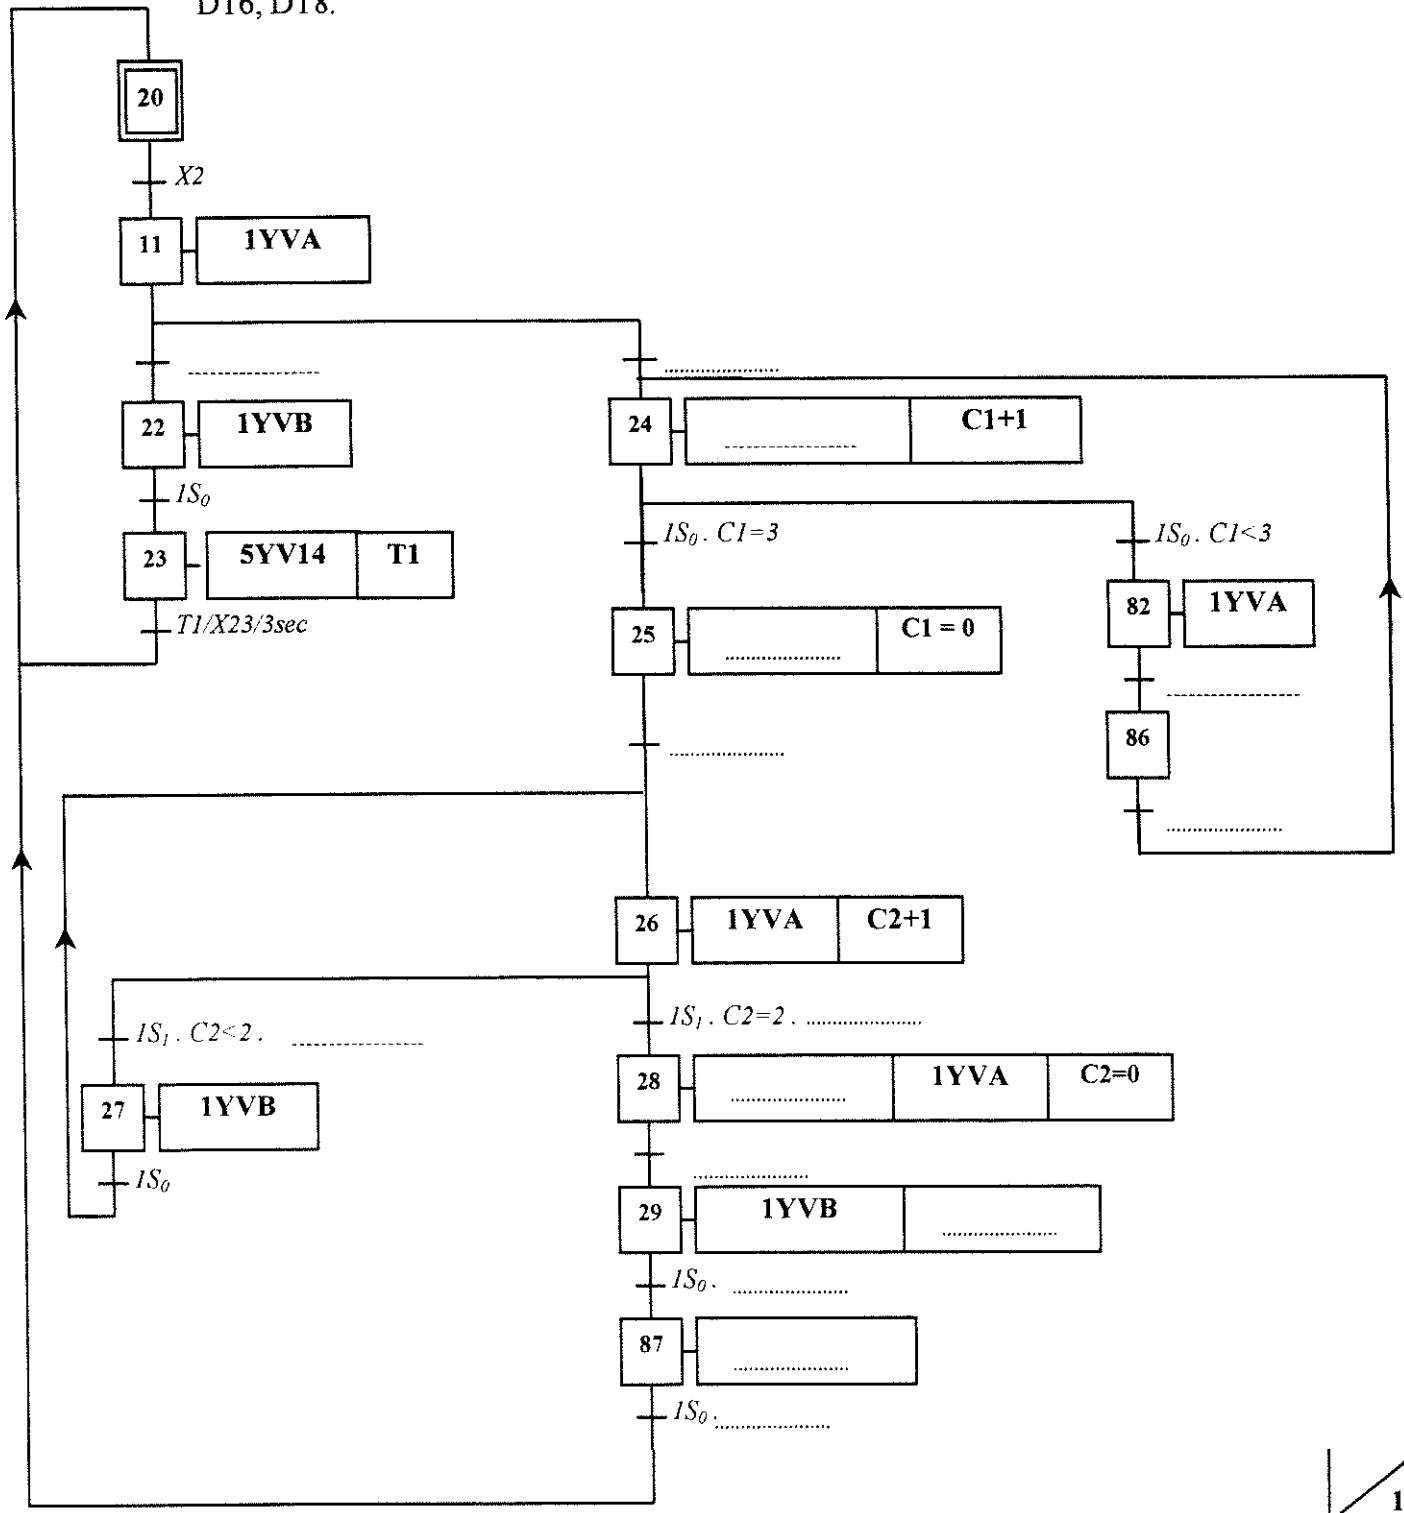 D16, D18.
20
X2
11 1YVA
22 1YVB
24 C1+1
1S₀
1S₀ . C1=3
1S₀ . C1<3
23 5YV14 T1
82 1YVA
T1/X23/3sec
25 C1 = 0
86
26 1YVA C2+1
1S₁ . C2<2 .
1S₁ . C2=2 .
28 1YVA C2=0
27 1YVB
1S₀
29 1YVB
1S₀ .
87
1S₀ .
1